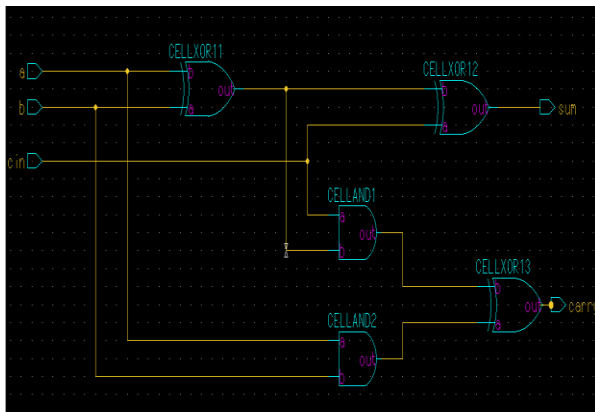 CELLXOR11
a
b
out
b
a
CELLXOR12
b
out
a
sum
cin
CELLAND1
a
out
b
CELLXOR13
b
out
a
carry
CELLAND2
a
out
b